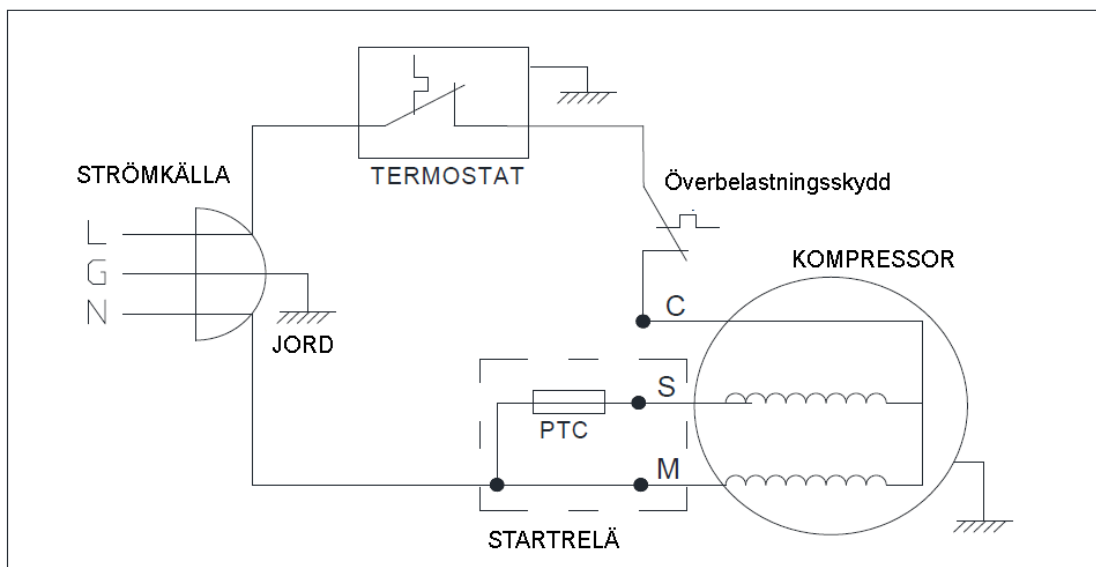 TERMOSTAT
STRÖMKÄLLA
Överbelastningsskydd
L
KOMPRESSOR
G
N
C
JORD
S
PTC
M
STARTRELÄ